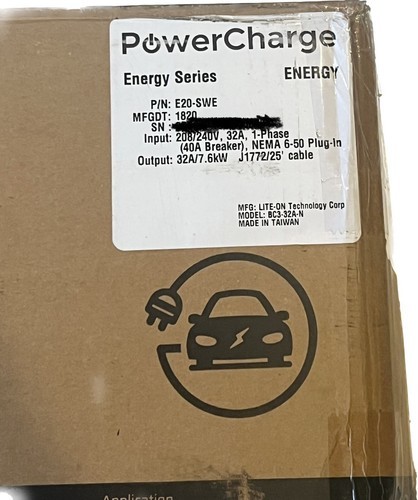 PowerCharge
Energy Series ENERGY
P/N: E20-SWE
MFGDT: 1820
SN :
Input: 208/240V, 32A, 1-Phase
(40A Breaker), NEMA 6-50 Plug-In
Output: 32A/7.6kW J1772/25' cable
MFG: LITE-ON Technology Corp
MODEL: BC3-32A-N
MADE IN TAIWAN
Application